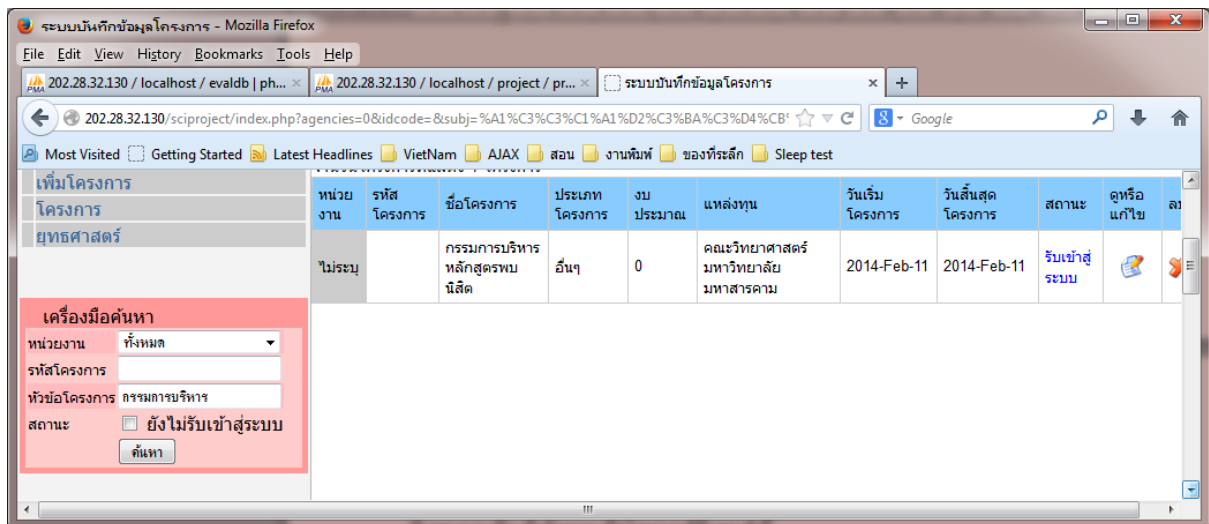 ระบบบันทึกข้อมูลโครงการ - Mozilla Firefox
File Edit View History Bookmarks Tools Help
202.28.32.130 / localhost / evaldb | ph... 202.28.32.130 / localhost / project / pr... ระบบบันทึกข้อมูลโครงการ
202.28.32.130/sciproject/index.php?agencies=0&idcode=&subj=%A1%C3%C3%C1%A1%D2%C3%BA%C3%D4%CB Google
Most Visited Getting Started Latest Headlines VietNam AJAX สอน งานพิมพ์ ของที่ระลึก Sleep test
เพิ่มโครงการ
โครงการ
ยุทธศาสตร์
หน่วย รหัส ชื่อโครงการ ประเภท งบ แหล่งทุน วันเริ่ม วันสิ้นสุด สถานะ ดูหรือ
งาน โครงการ โครงการ ประมาณ โครงการ โครงการ แก้ไข
กรรมการบริหาร คณะวิทยาศาสตร์
ไม่ระบุ หลักสูตรพบ อื่นๆ 0 มหาวิทยาลัย 2014-Feb-11 2014-Feb-11 รับเข้าสู่
นิสิต มหาสารคาม ระบบ
เครื่องมือค้นหา
หน่วยงาน ทั้งหมด
รหัสโครงการ
หัวข้อโครงการ กรรมการบริหาร
สถานะ ยังไม่รับเข้าสู่ระบบ
ค้นหา